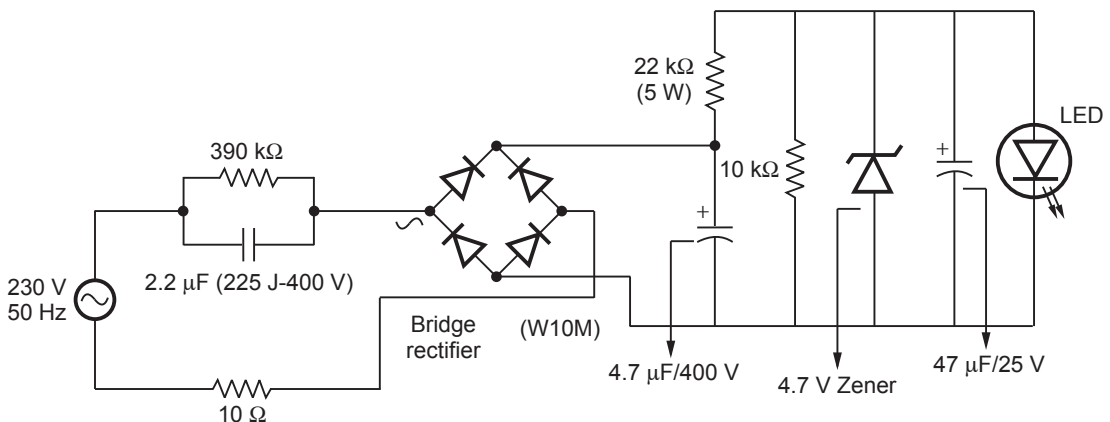 22 kΩ
(5 W)
LED
390 kΩ
10 kΩ
+
+
2.2 μF (225 J-400 V)
230 V
50 Hz
Bridge
rectifier
(W10M)
4.7 μF/400 V
4.7 V Zener
47 μF/25 V
10 Ω